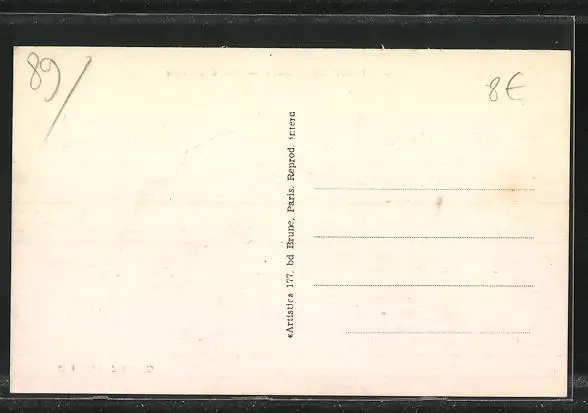 89/
8€
«Artistica 177. bd Brune, Paris. Reprod. interd